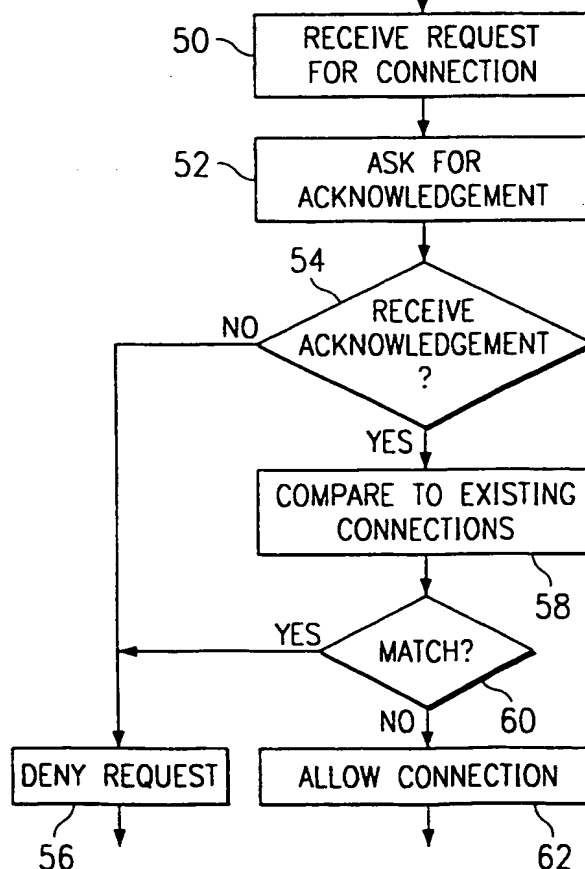 50
RECEIVE REQUEST
FOR CONNECTION
52
ASK FOR
ACKNOWLEDGEMENT
54
RECEIVE
ACKNOWLEDGEMENT
?
NO
YES
COMPARE TO EXISTING
CONNECTIONS
58
YES
MATCH?
60
NO
DENY REQUEST
56
ALLOW CONNECTION
62